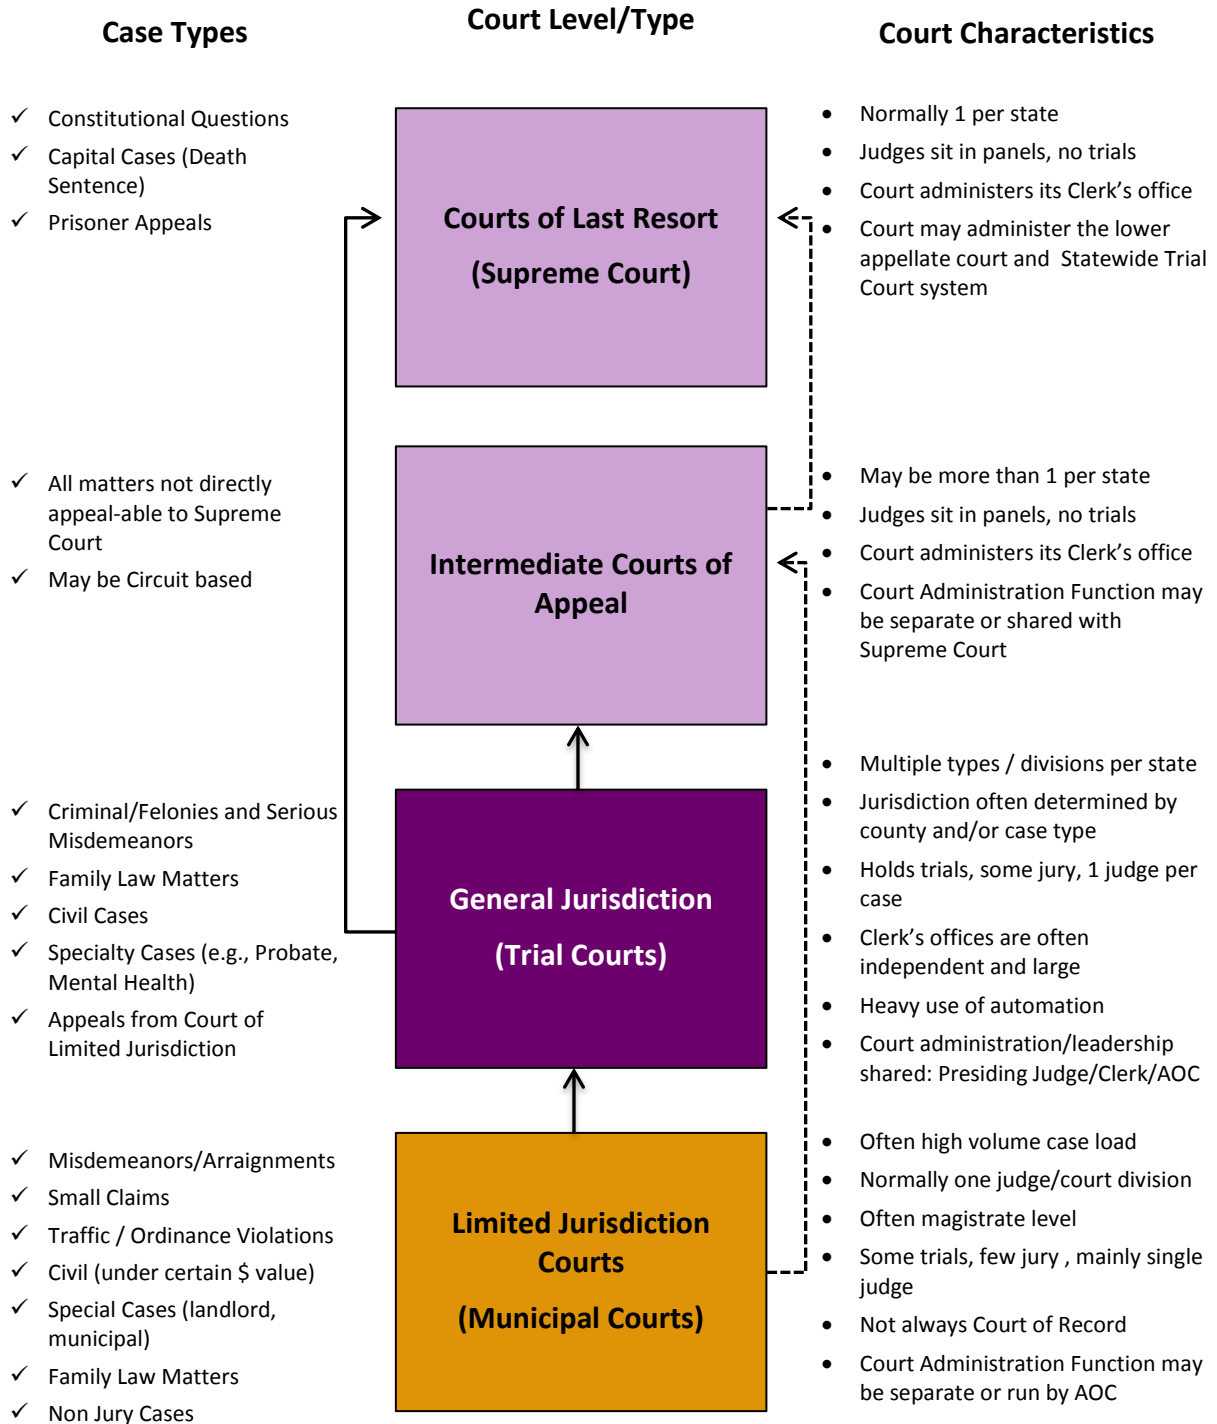 Case Types
Court Level/Type
Court Characteristics
✓ Constitutional Questions
✓ Capital Cases (Death
Sentence)
✓ Prisoner Appeals
Courts of Last Resort
(Supreme Court)
• Normally 1 per state
• Judges sit in panels, no trials
• Court administers its Clerk’s office
• Court may administer the lower
appellate court and Statewide Trial
Court system
✓ All matters not directly
appeal-able to Supreme
Court
✓ May be Circuit based
Intermediate Courts of
Appeal
• May be more than 1 per state
• Judges sit in panels, no trials
• Court administers its Clerk’s office
• Court Administration Function may
be separate or shared with
Supreme Court
✓ Criminal/Felonies and Serious
Misdemeanors
✓ Family Law Matters
✓ Civil Cases
✓ Specialty Cases (e.g., Probate,
Mental Health)
✓ Appeals from Court of
Limited Jurisdiction
General Jurisdiction
(Trial Courts)
• Multiple types / divisions per state
• Jurisdiction often determined by
county and/or case type
• Holds trials, some jury, 1 judge per
case
• Clerk’s offices are often
independent and large
• Heavy use of automation
• Court administration/leadership
shared: Presiding Judge/Clerk/AOC
✓ Misdemeanors/Arraignments
✓ Small Claims
✓ Traffic / Ordinance Violations
✓ Civil (under certain $ value)
✓ Special Cases (landlord,
municipal)
✓ Family Law Matters
✓ Non Jury Cases
Limited Jurisdiction
Courts
(Municipal Courts)
• Often high volume case load
• Normally one judge/court division
• Often magistrate level
• Some trials, few jury , mainly single
judge
• Not always Court of Record
• Court Administration Function may
be separate or run by AOC